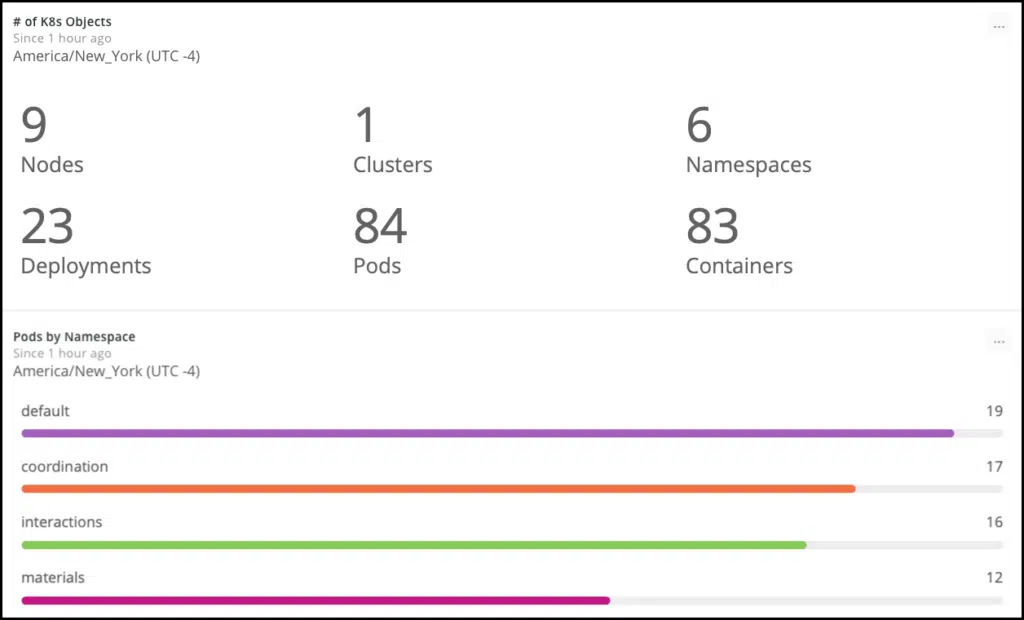 # of K8s Objects
Since 1 hour ago
America/New_York (UTC -4)
...
9
Nodes
1
Clusters
6
Namespaces
23
Deployments
84
Pods
83
Containers
Pods by Namespace
Since 1 hour ago
America/New_York (UTC -4)
...
default 19
coordination 17
interactions 16
materials 12